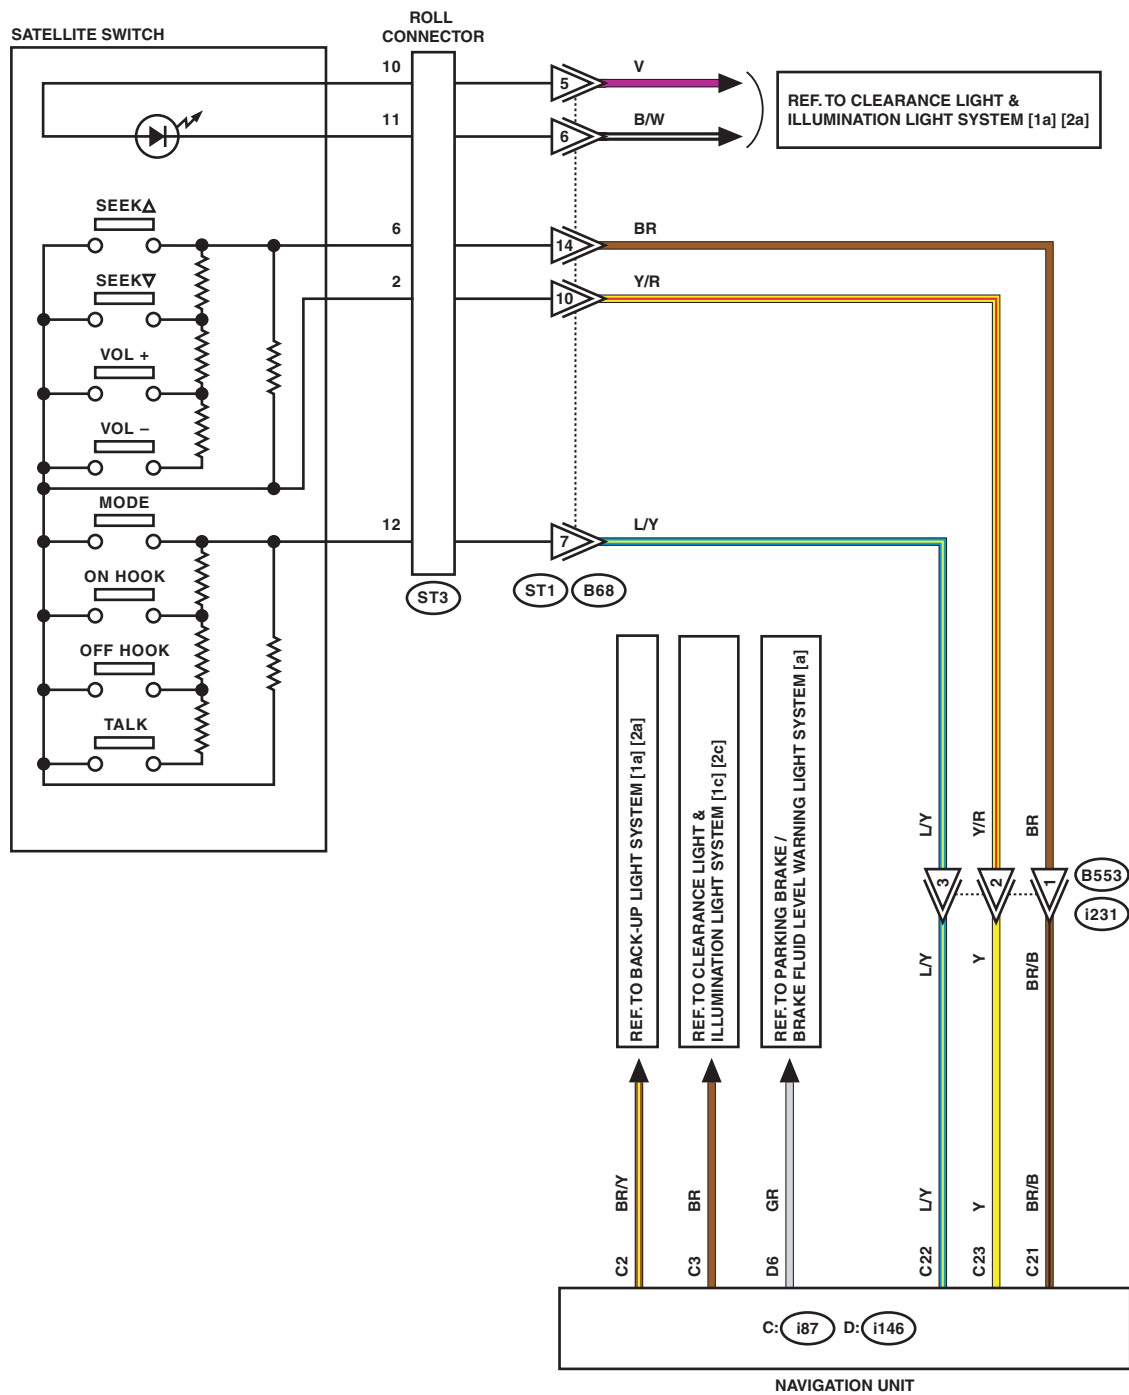 ROLL
CONNECTOR
SATELLITE SWITCH
10
5
V
11
6
B/W
REF. TO CLEARANCE LIGHT &
ILLUMINATION LIGHT SYSTEM [1a] [2a]
SEEK△
6
14
BR
SEEK▽
2
10
Y/R
VOL +
VOL –
MODE
12
7
L/Y
ON HOOK
ST3
ST1
B68
OFF HOOK
TALK
REF. TO BACK-UP LIGHT SYSTEM [1a] [2a]
REF. TO CLEARANCE LIGHT &
ILLUMINATION LIGHT SYSTEM [1c] [2c]
REF. TO PARKING BRAKE /
BRAKE FLUID LEVEL WARNING LIGHT SYSTEM [a]
L/Y
Y/R
BR
3
2
1
B553
i231
L/Y
Y
BR/B
BR/Y
BR
GR
L/Y
Y
BR/B
C2
C3
D6
C22
C23
C21
C: i87 D: i146
NAVIGATION UNIT